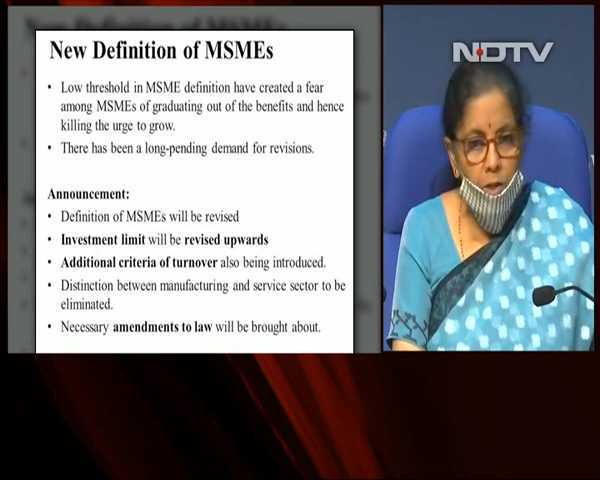 New Definition of MSMEs
• Low threshold in MSME definition have created a fear
among MSMEs of graduating out of the benefits and hence
killing the urge to grow.
• There has been a long-pending demand for revisions.
Announcement:
• Definition of MSMEs will be revised
• Investment limit will be revised upwards
• Additional criteria of turnover also being introduced.
• Distinction between manufacturing and service sector to be
eliminated.
• Necessary amendments to law will be brought about.
NDTV